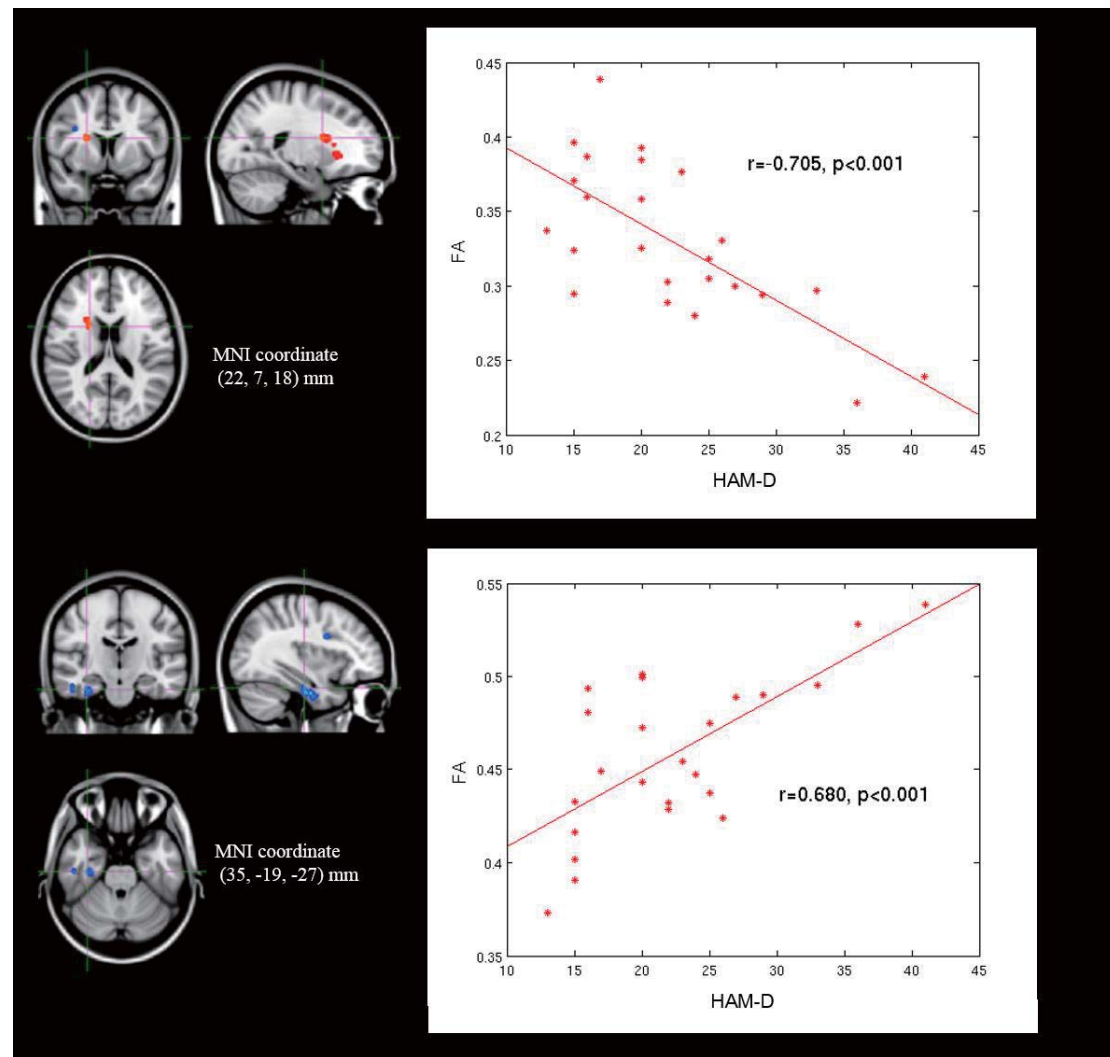 MNI coordinate
(22, 7, 18) mm
0.45
0.4
0.35
0.3
0.25
0.2
FA
r=-0.705, p<0.001
10 15 20 25 30 35 40 45
HAM-D
MNI coordinate
(35, -19, -27) mm
0.55
0.5
0.45
0.4
0.35
FA
r=0.680, p<0.001
10 15 20 25 30 35 40 45
HAM-D